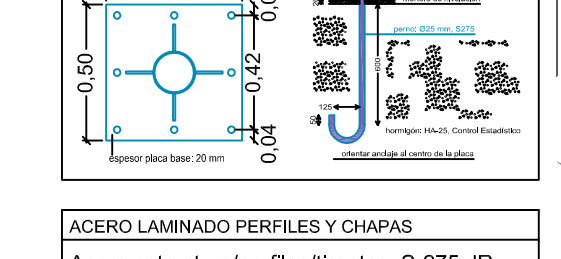 0,50
0,42
0,04
espesor placa base: 20 mm
perno: Ø25 mm, S275
600
125
50
hormigón: HA-25, Control Estadístico
orientar anclaje al centro de la placa
ACERO LAMINADO PERFILES Y CHAPAS